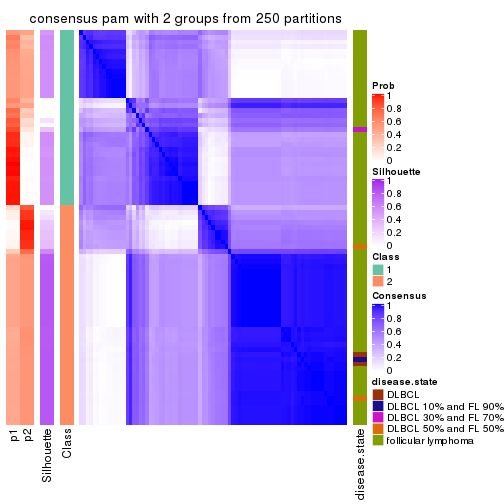 consensus pam with 2 groups from 250 partitions
Prob
1
0.8
0.6
0.4
0.2
0
Silhouette
1
0.8
0.6
0.4
0.2
0
Class
1
2
Consensus
1
0.8
0.6
0.4
0.2
0
disease.state
DLBCL
DLBCL 10% and FL 90%
DLBCL 30% and FL 70%
DLBCL 50% and FL 50%
follicular lymphoma
p1
p2
Silhouette
Class
disease.state